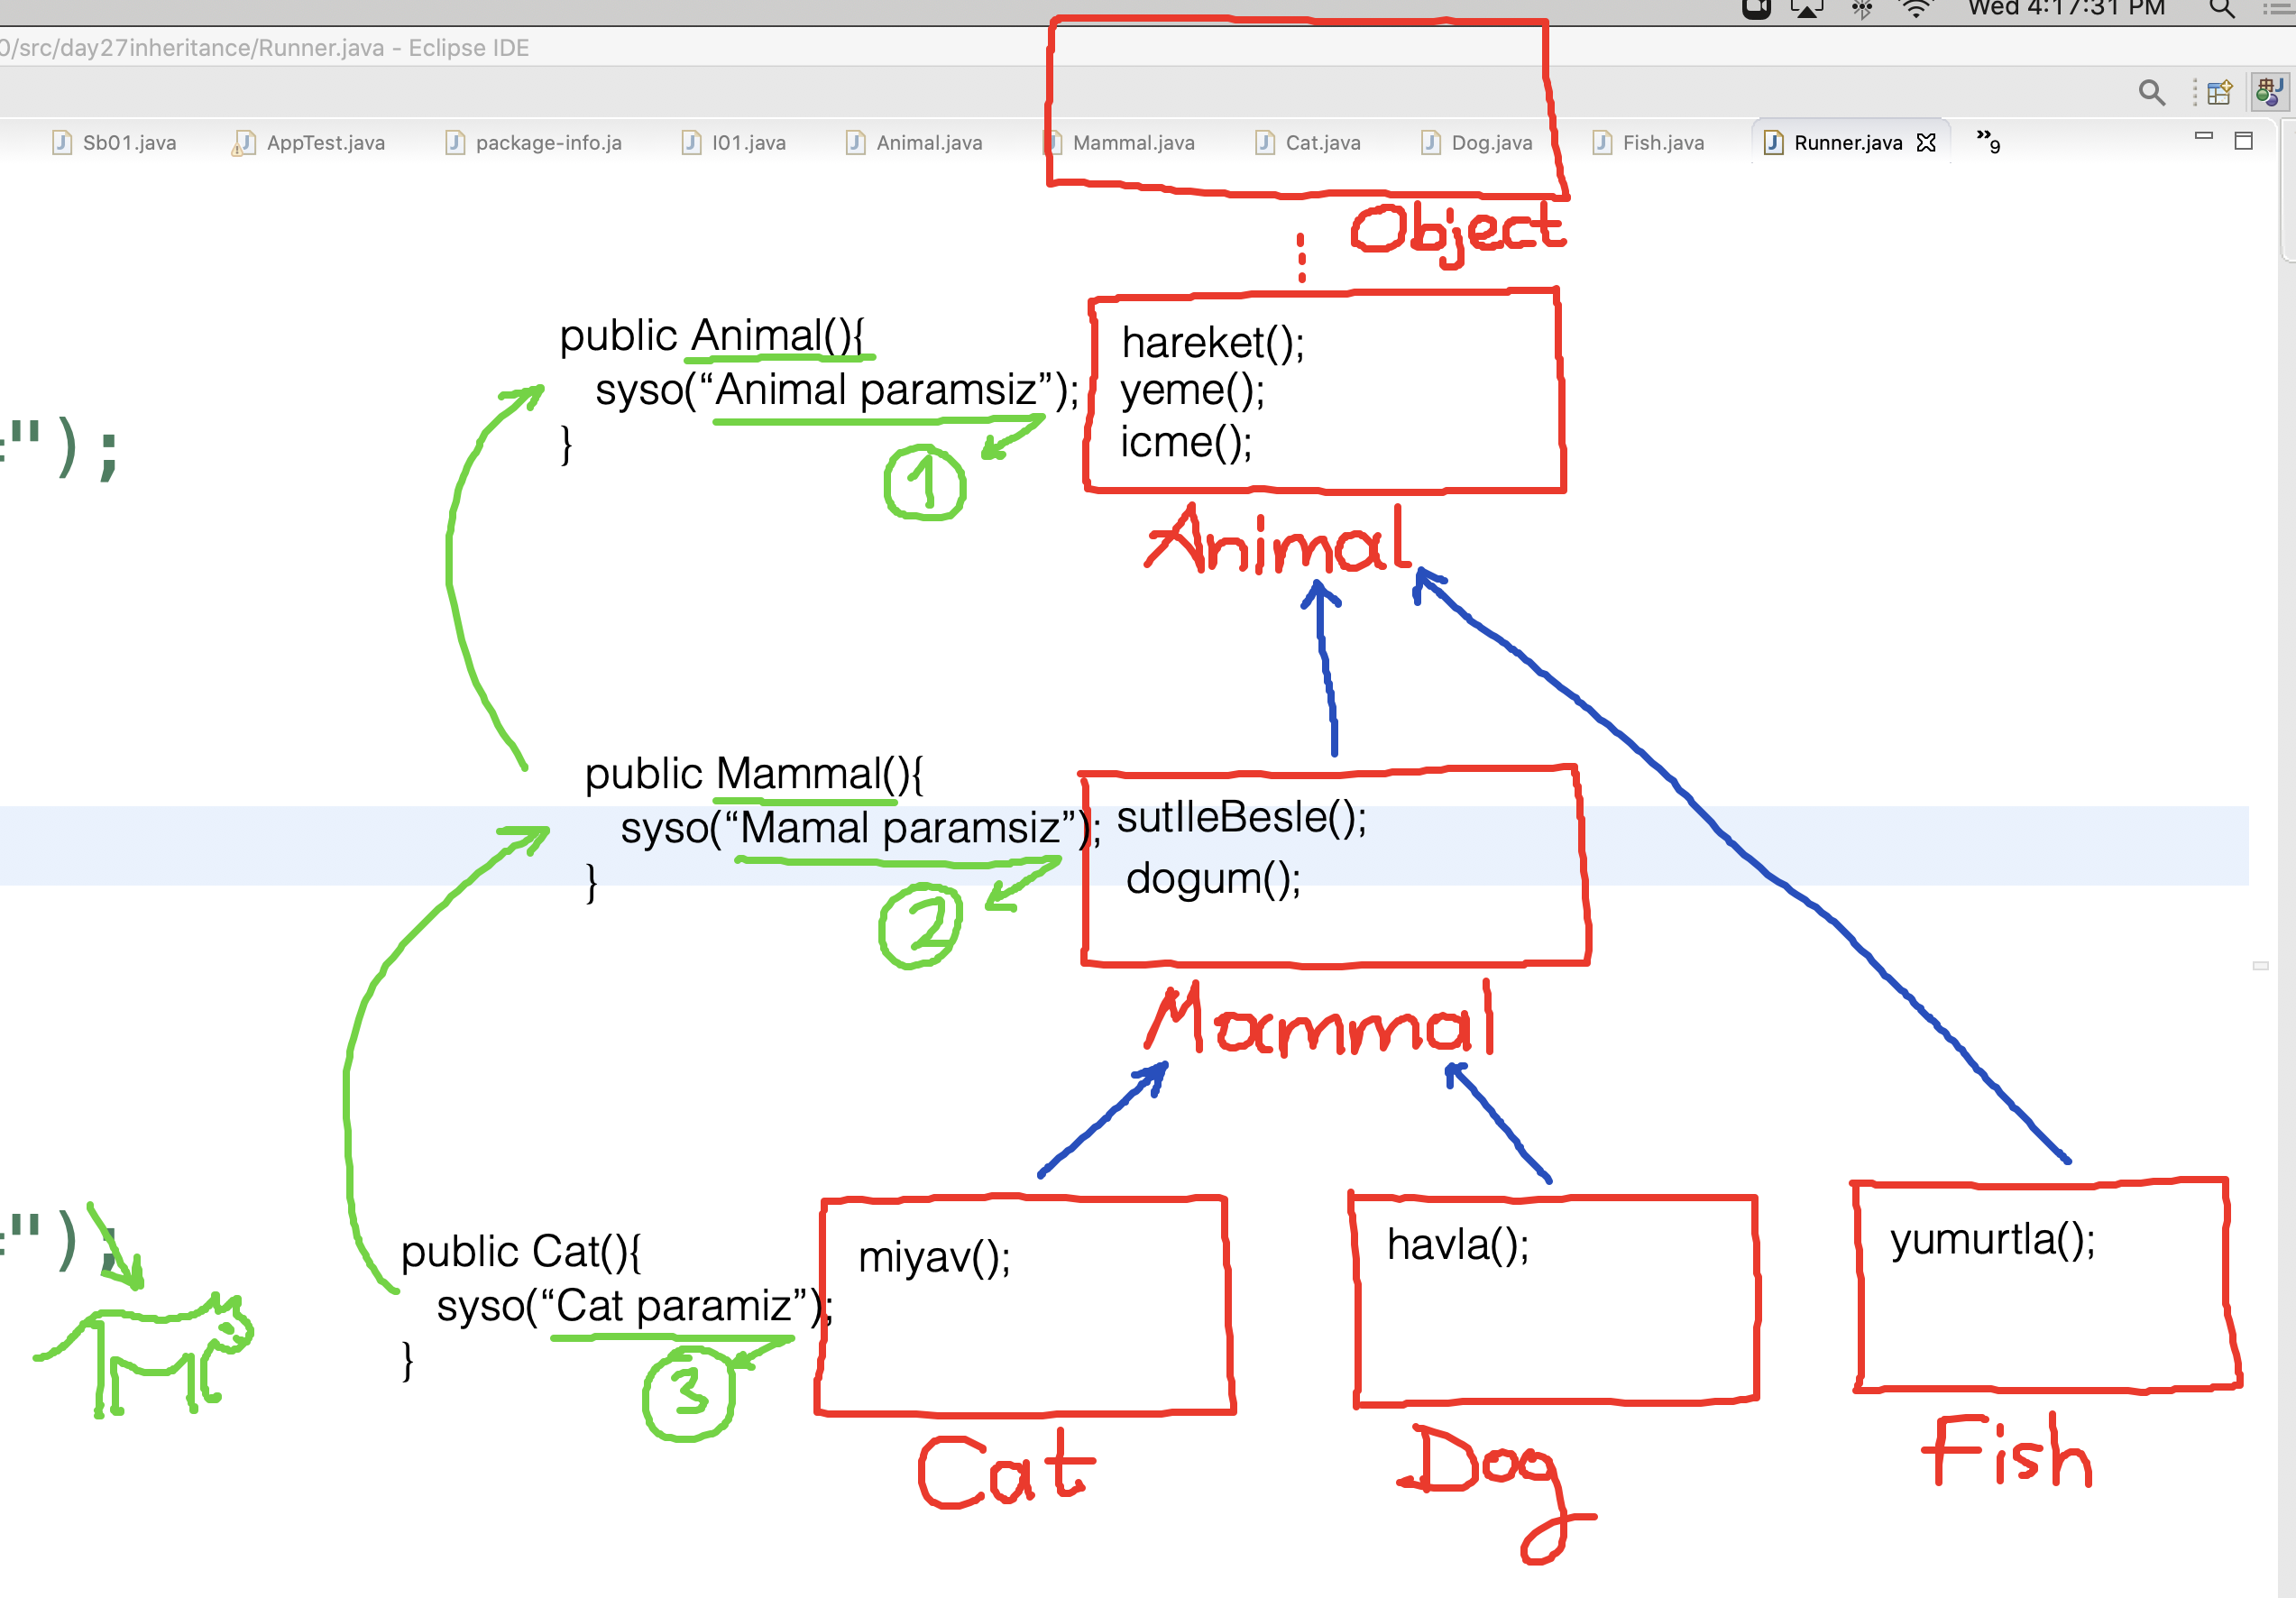 Wed 4:17:31 PM
0/src/day27inheritance/Runner.java - Eclipse IDE
Sb01.java AppTest.java package-info.ja I01.java Animal.java Mammal.java Cat.java Dog.java Fish.java Runner.java 9
Object
public Animal(){
syso(“Animal paramsiz”);
}
1
hareket();
yeme();
icme();
Animal
");
public Mammal(){
syso(“Mamal paramsiz”);
}
2
sutIleBesle();
dogum();
Mammal
");
public Cat(){
syso(“Cat paramiz”);
}
3
miyav();
Cat
havla();
Dog
yumurtla();
Fish